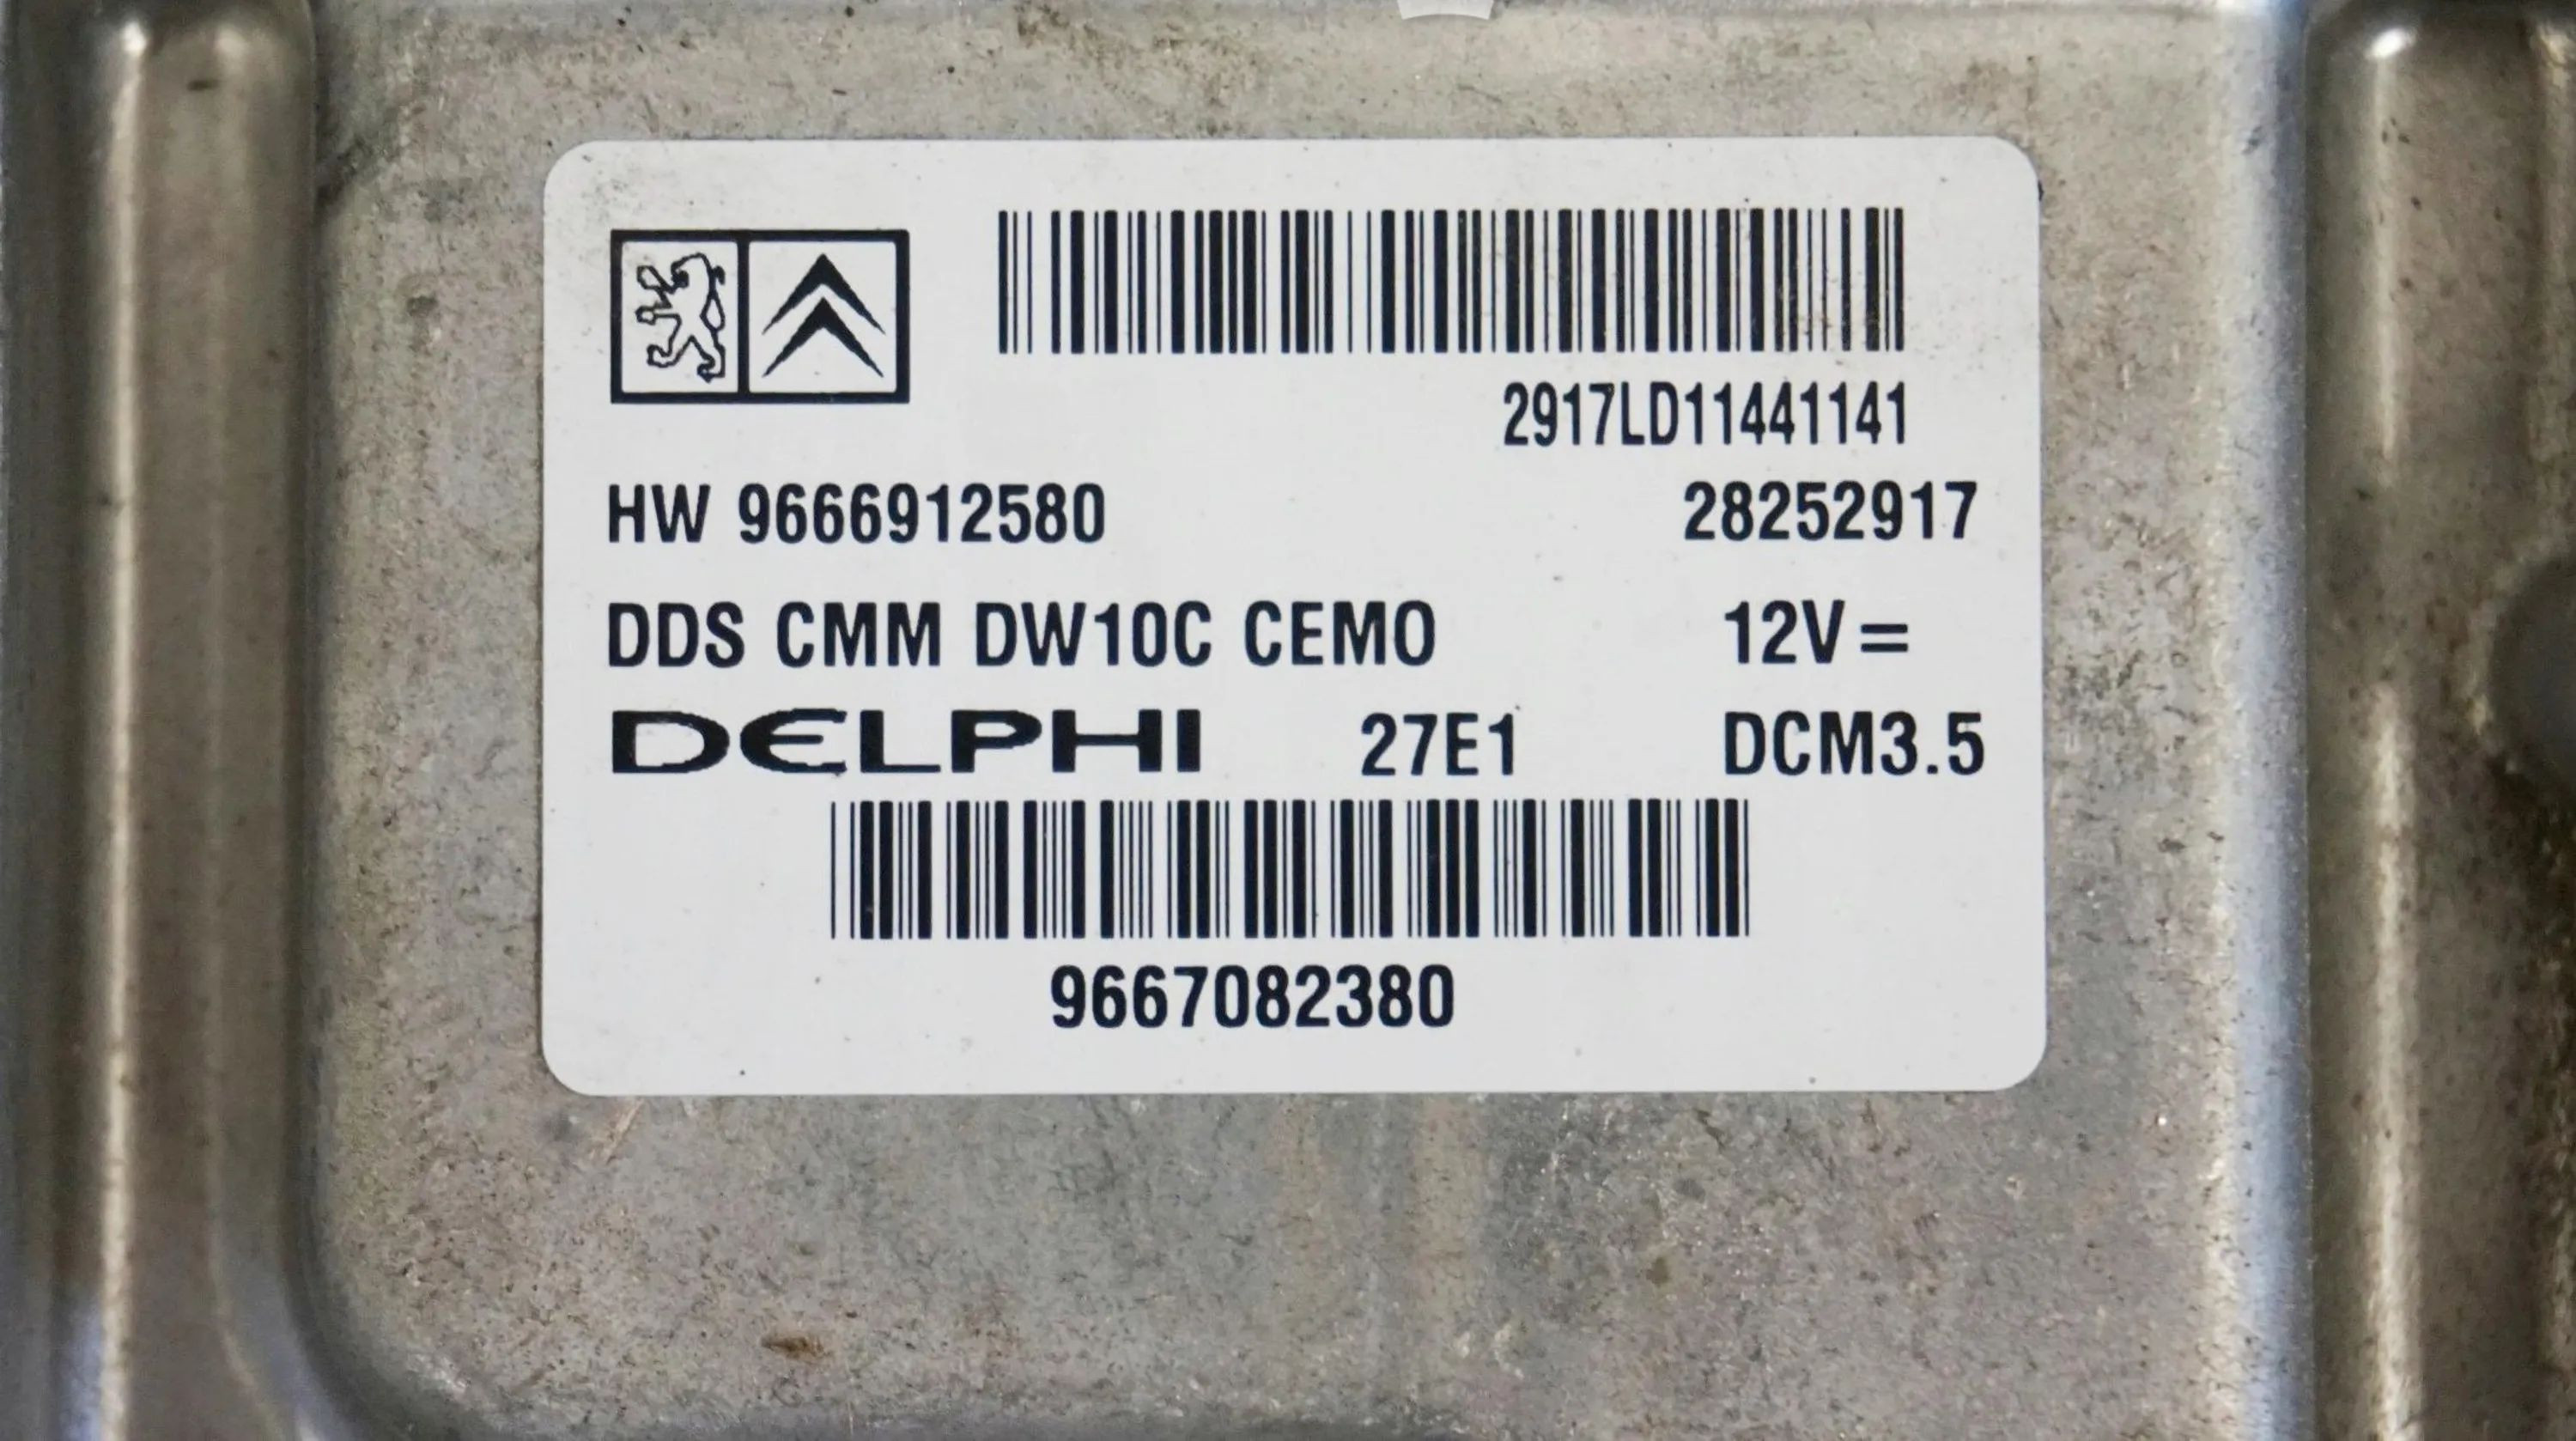 2917LD11441141
HW 9666912580 28252917
DDS CMM DW10C CEMO 12V=
DELPHI 27E1 DCM3.5
9667082380